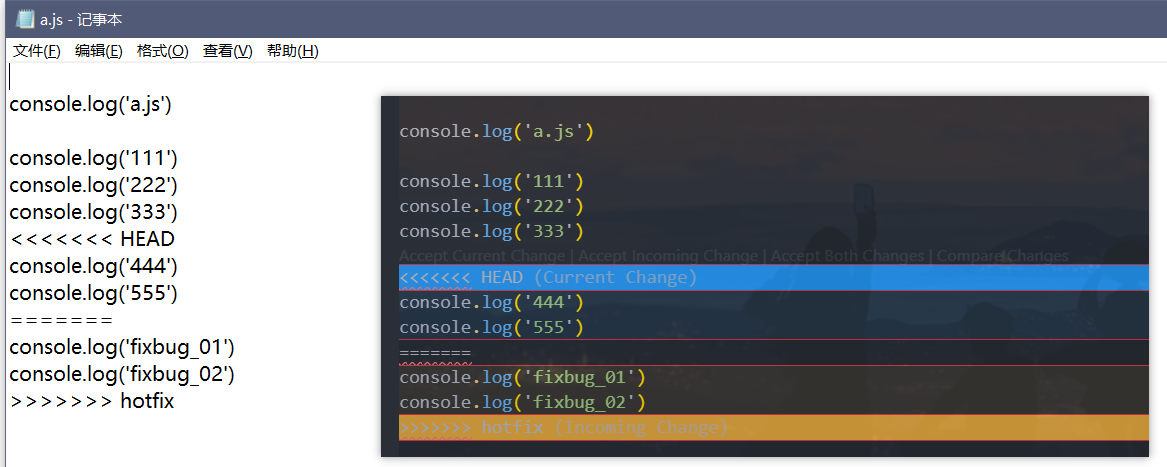 a.js - 记事本
文件(F) 编辑(E) 格式(O) 查看(V) 帮助(H)
console.log('a.js')
console.log('111')
console.log('222')
console.log('333')
<<<<<<< HEAD
console.log('444')
console.log('555')
=======
console.log('fixbug_01')
console.log('fixbug_02')
>>>>>>> hotfix
console.log('a.js')
console.log('111')
console.log('222')
console.log('333')
Accept Current Change | Accept Incoming Change | Accept Both Changes | Compare Changes
<<<<<<< HEAD (Current Change)
console.log('444')
console.log('555')
=======
console.log('fixbug_01')
console.log('fixbug_02')
>>>>>>> hotfix (Incoming Change)